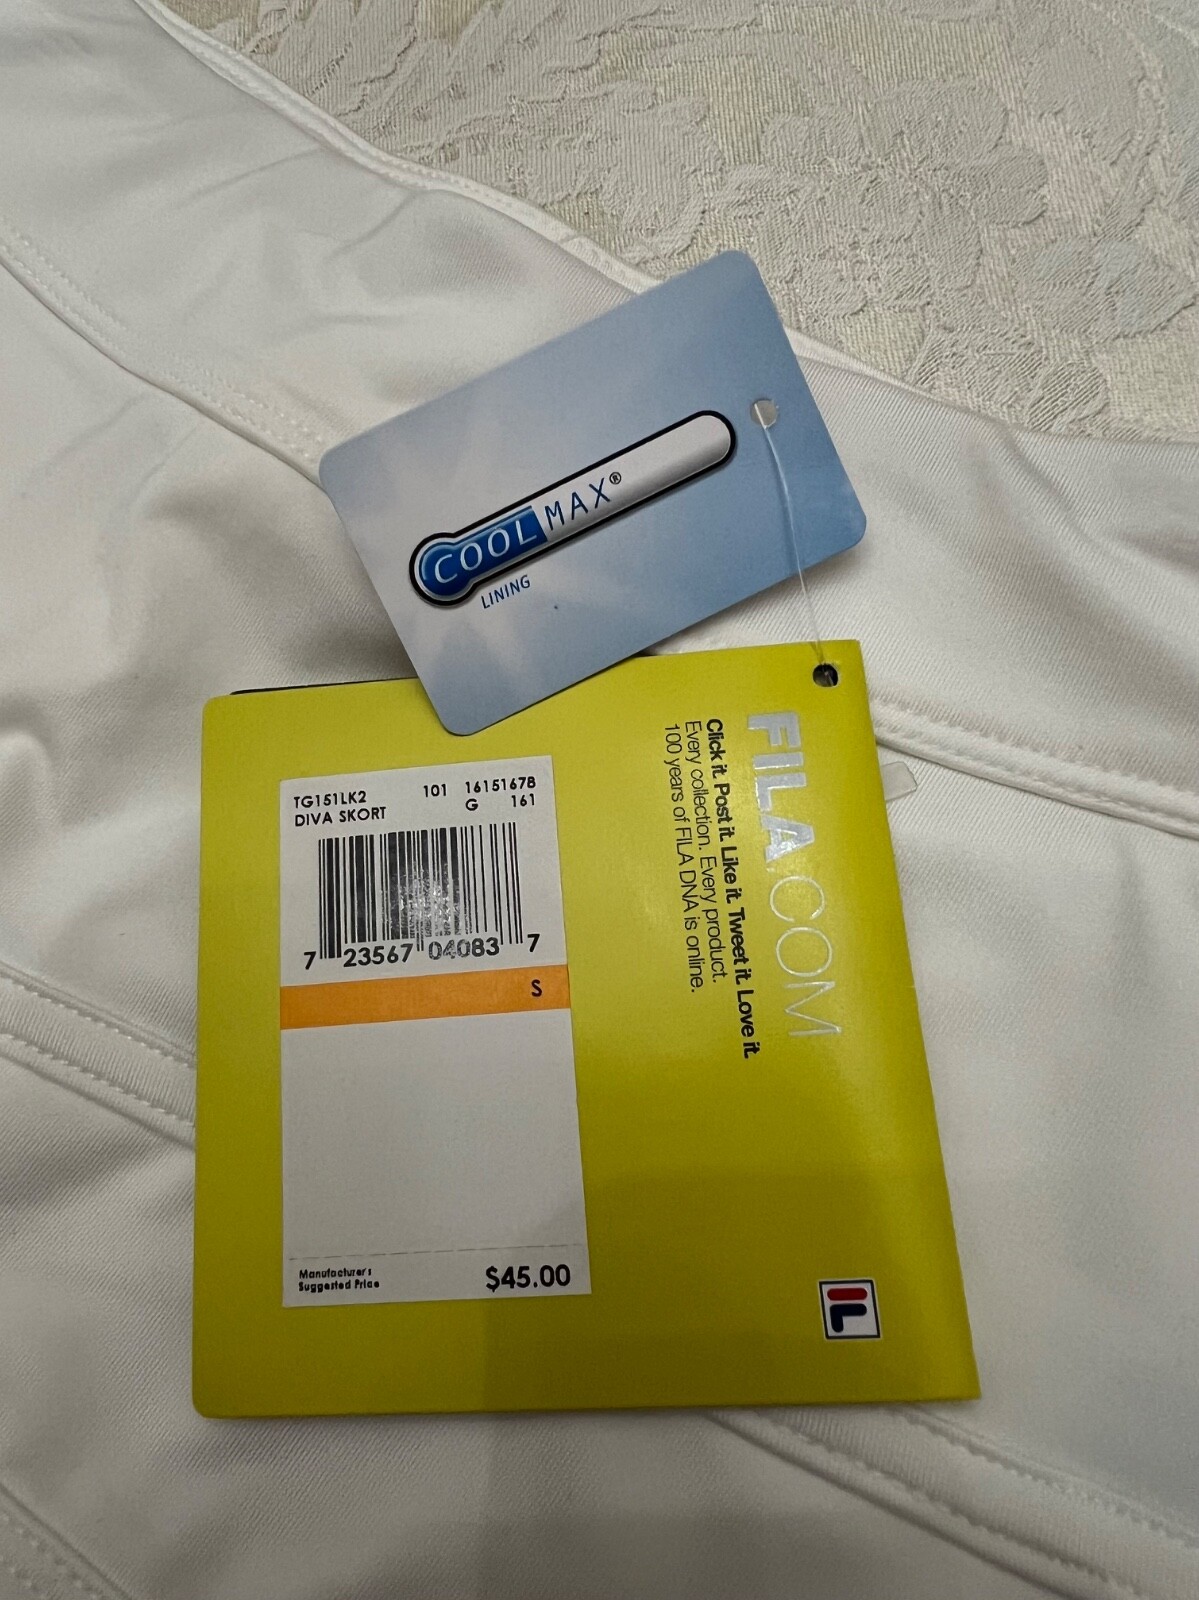 COOLMAX®
LINING
FILA.COM
Click it. Post it. Like it. Tweet it. Love it.
Every collection. Every product.
100 years of FILA DNA is online.
TG151LK2 101 1615167B
DIVA SKORT G 161
7 23567 04083 7
S
Manufacturers
Suggested Price $45.00